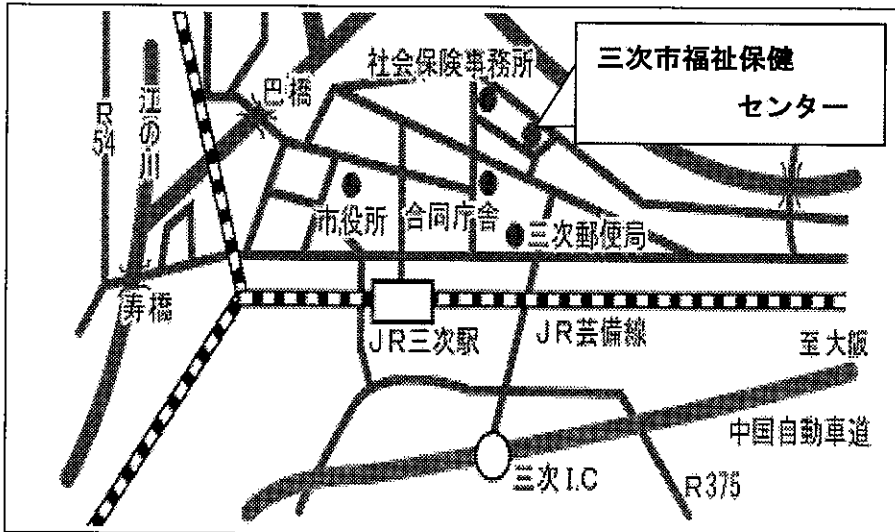 社会保険事務所
三次市福祉保健
センター
巴橋
R
54
江の川
市役所
合同庁舎
三次郵便局
寿橋
JR三次駅
JR芸備線
至大阪
中国自動車道
三次I.C
R375